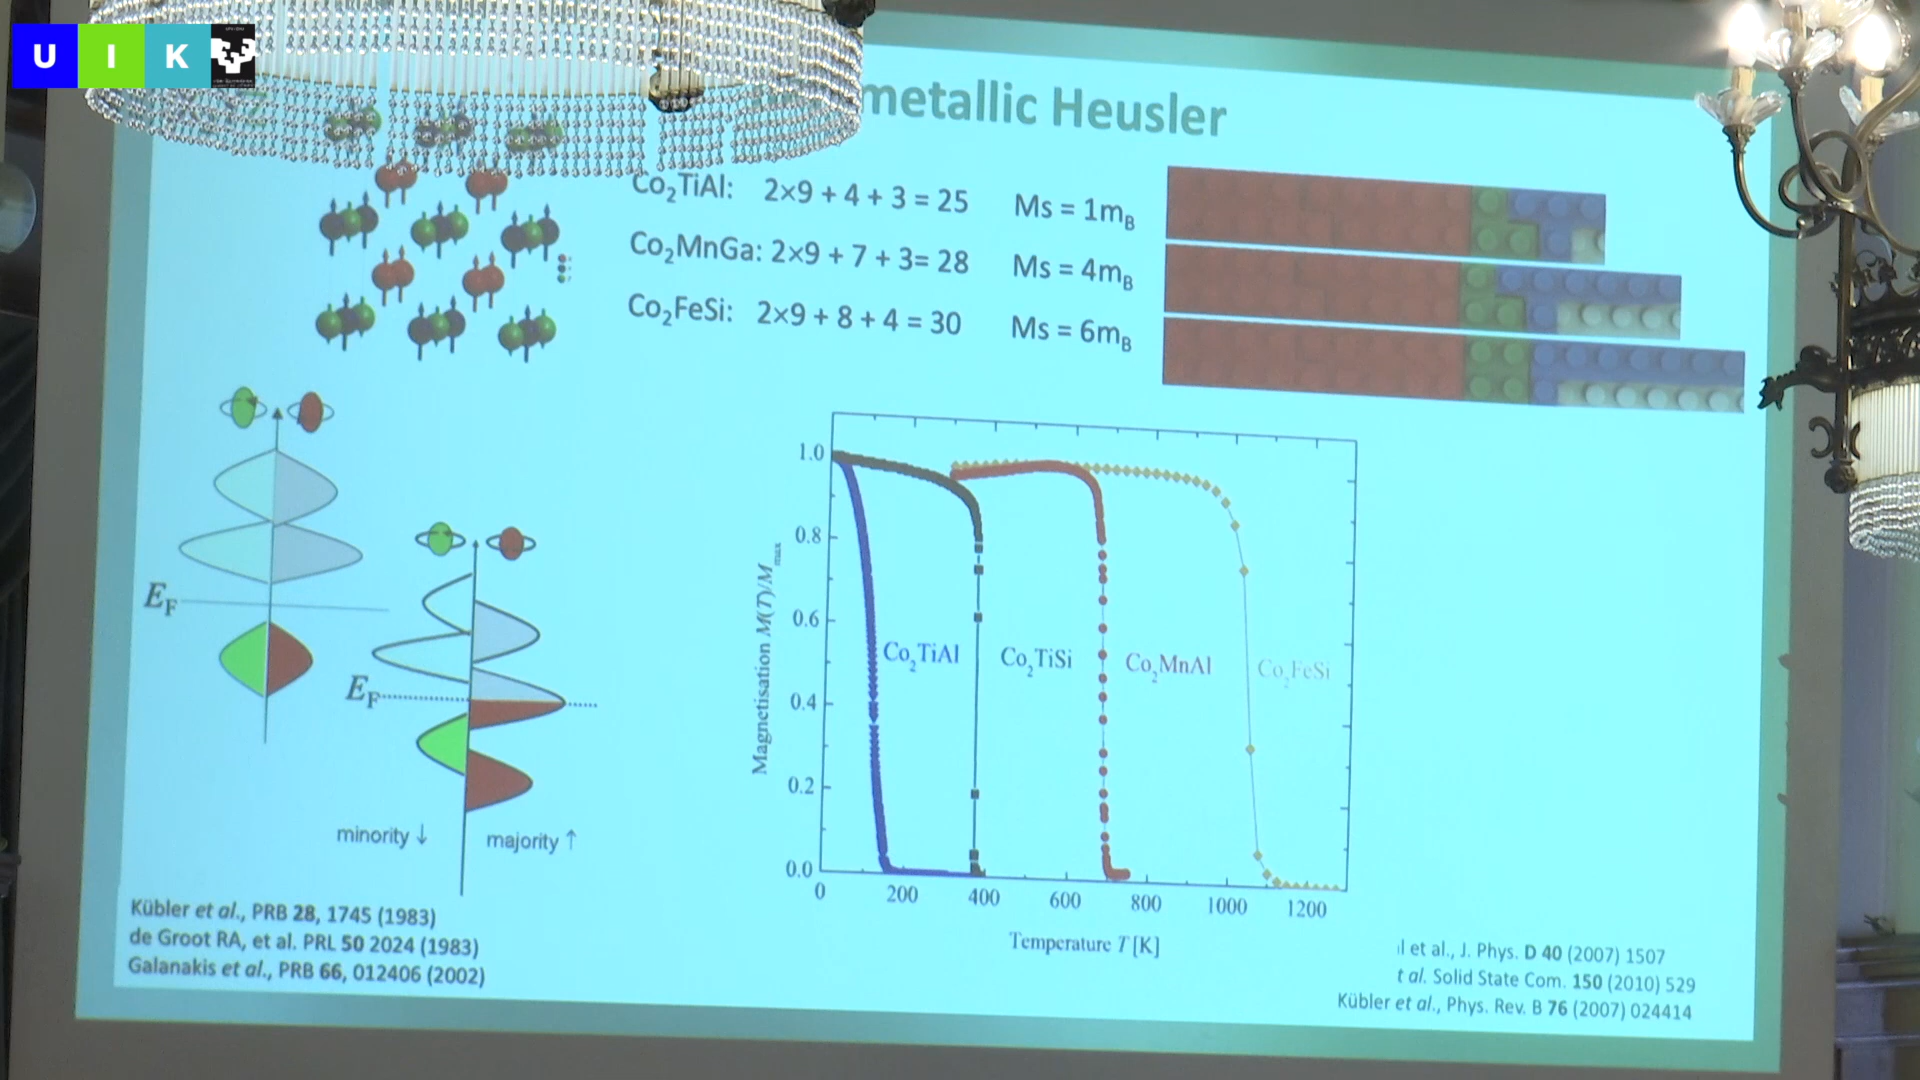 U I K
metallic Heusler
Co₂TiAl: 2×9 + 4 + 3 = 25 Ms = 1mB
Co₂MnGa: 2×9 + 7 + 3= 28 Ms = 4mB
Co₂FeSi: 2×9 + 8 + 4 = 30 Ms = 6mB
EF
EF
minority ↓ majority ↑
Magnetisation M(T)/Mmax
1.0
0.8
0.6
0.4
0.2
0.0
Co₂TiAl Co₂TiSi Co₂MnAl Co₂FeSi
0 200 400 600 800 1000 1200
Temperature T [K]
Kübler et al., PRB 28, 1745 (1983)
de Groot RA, et al. PRL 50 2024 (1983)
Galanakis et al., PRB 66, 012406 (2002)
l et al., J. Phys. D 40 (2007) 1507
t al. Solid State Com. 150 (2010) 529
Kübler et al., Phys. Rev. B 76 (2007) 024414